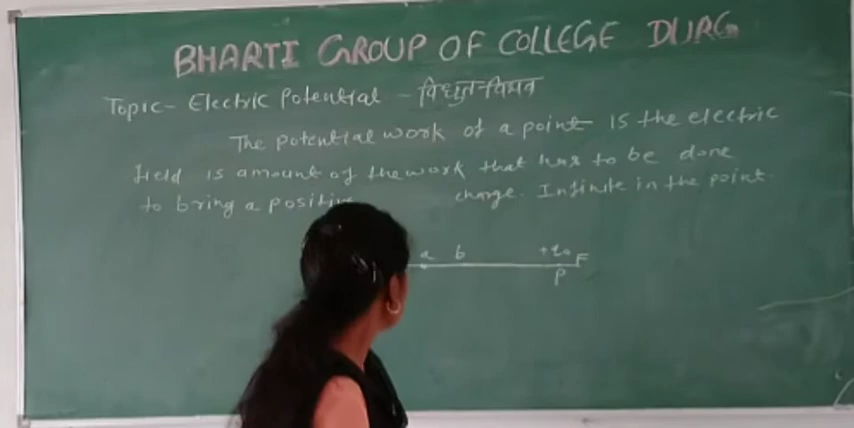 BHARTI GROUP OF COLLEGE DURG
Topic - Electric Potential - विद्युत विभव
The potential work of a point is the electric
field is amount of the work that has to be done
to bring a positive charge. Infinite in the point.
a b +q₀ F
P